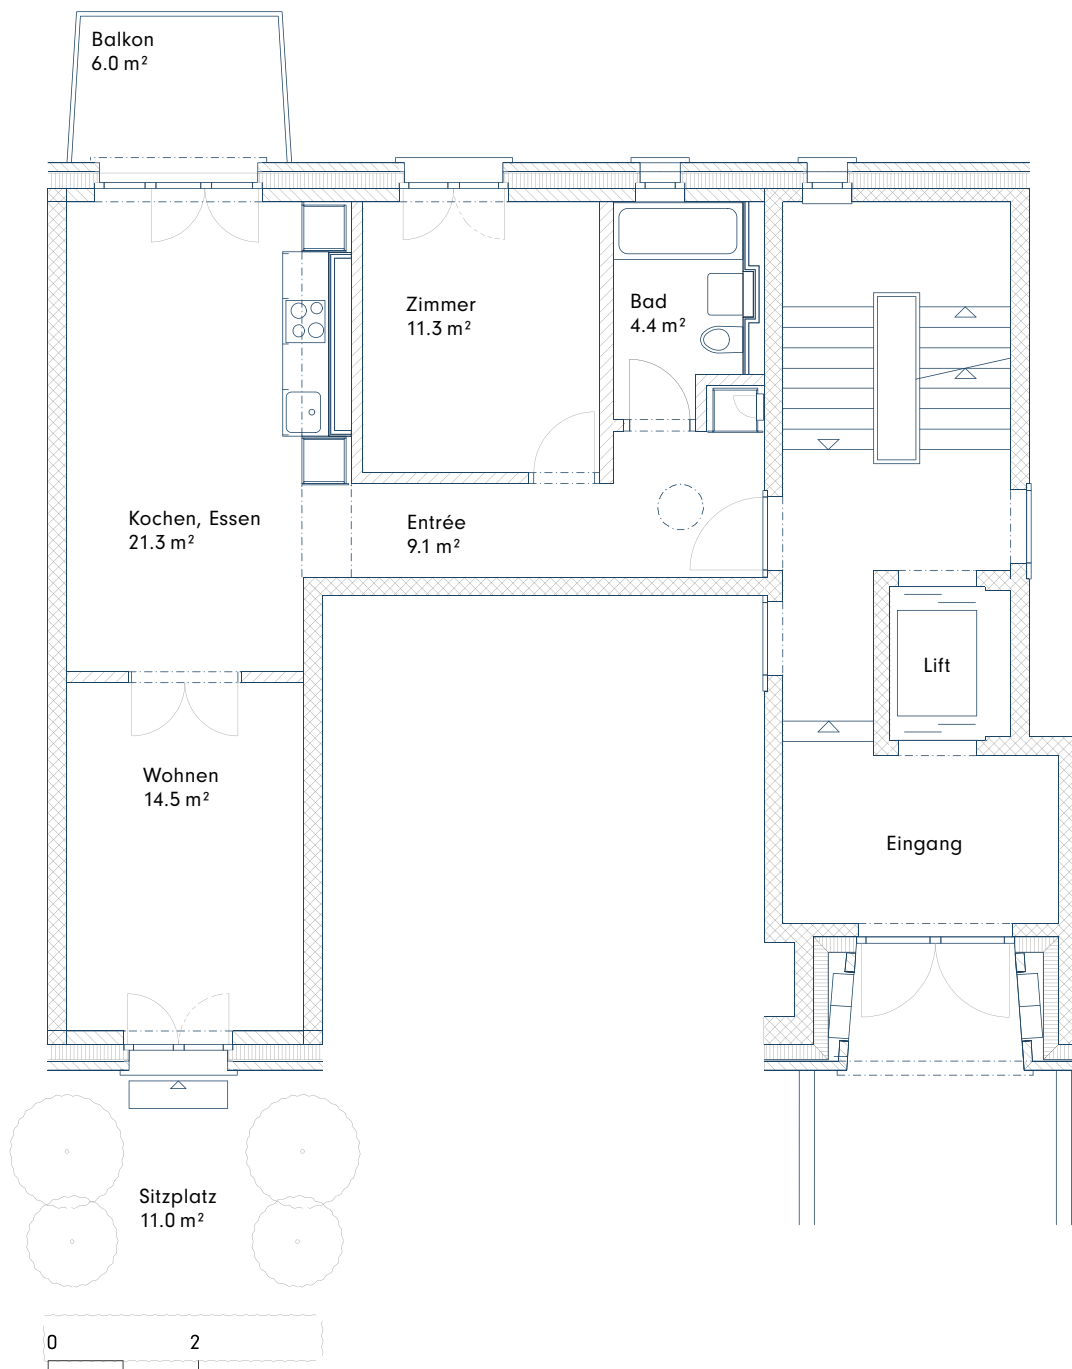 Balkon
6.0 m²
Zimmer
11.3 m²
Bad
4.4 m²
Kochen, Essen
21.3 m²
Entrée
9.1 m²
Lift
Wohnen
14.5 m²
Eingang
Sitzplatz
11.0 m²
0 2